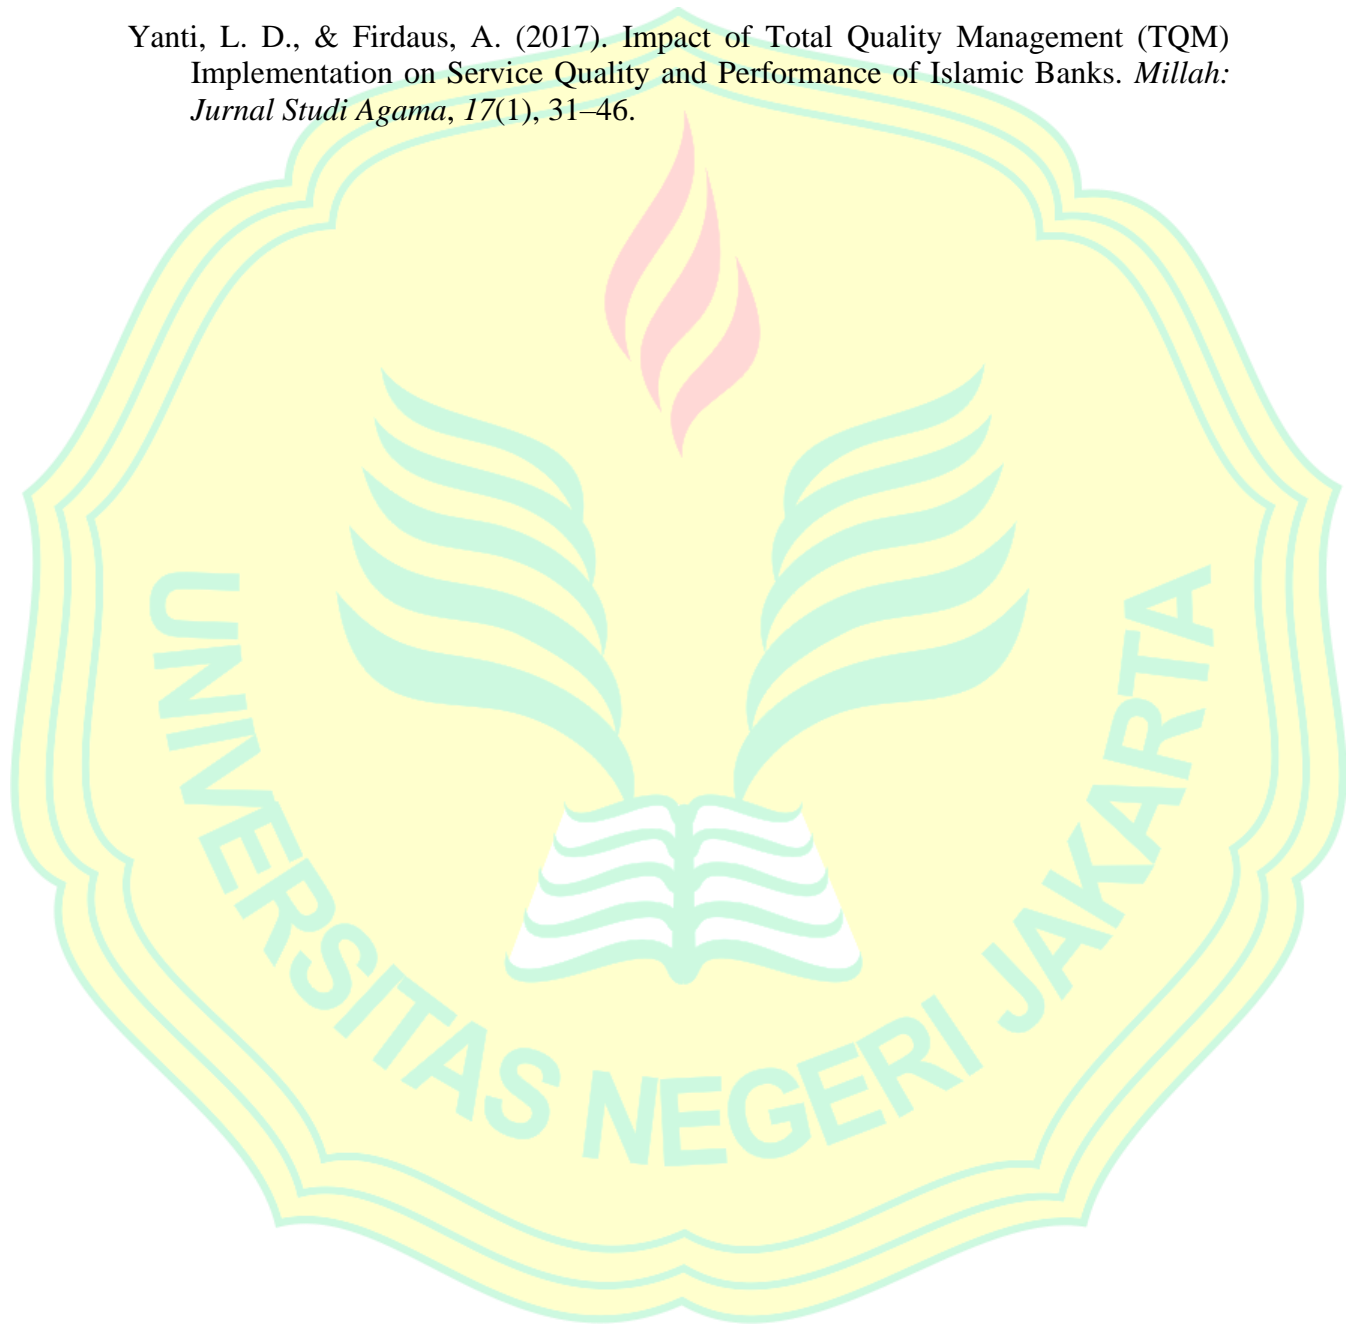 Yanti, L. D., & Firdaus, A. (2017). Impact of Total Quality Management (TQM)
Implementation on Service Quality and Performance of Islamic Banks. Millah:
Jurnal Studi Agama, 17(1), 31–46.
UNIVERSITAS NEGERI JAKARTA